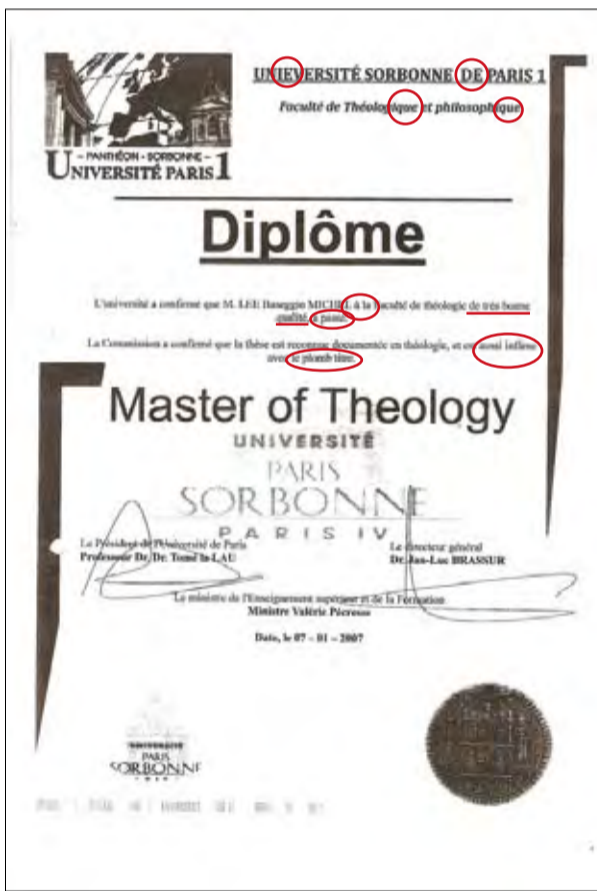 UNIEVERSITÉ SORBONNE DE PARIS 1
Faculté de Théologique et philosophique
- PANTHÉON - SORBONNE -
UNIVERSITÉ PARIS 1
Diplôme
L'université a confirmé que M. LEE Baseggio MICHEL à la Faculté de théologie de très bonne
qualité, a passé.
La Commission a confirmé que la thèse est reconnue documentée en théologie, et est aussi inflene
avec le plomb titre.
Master of Theology
UNIVERSITÉ
PARIS
SORBONNE
PARIS IV
Le Président de l'Université de Paris
Professeur Dr. Dr. Tomé la LAU
Le directeur général
Dr. Jan-Luc BRASSUR
Le ministre de l'Enseignement supérieur et de la Formation
Ministre Valérie Pécresse
Date, le 07 - 01 - 2007
UNIVERSITÉ
PARIS
SORBONNE